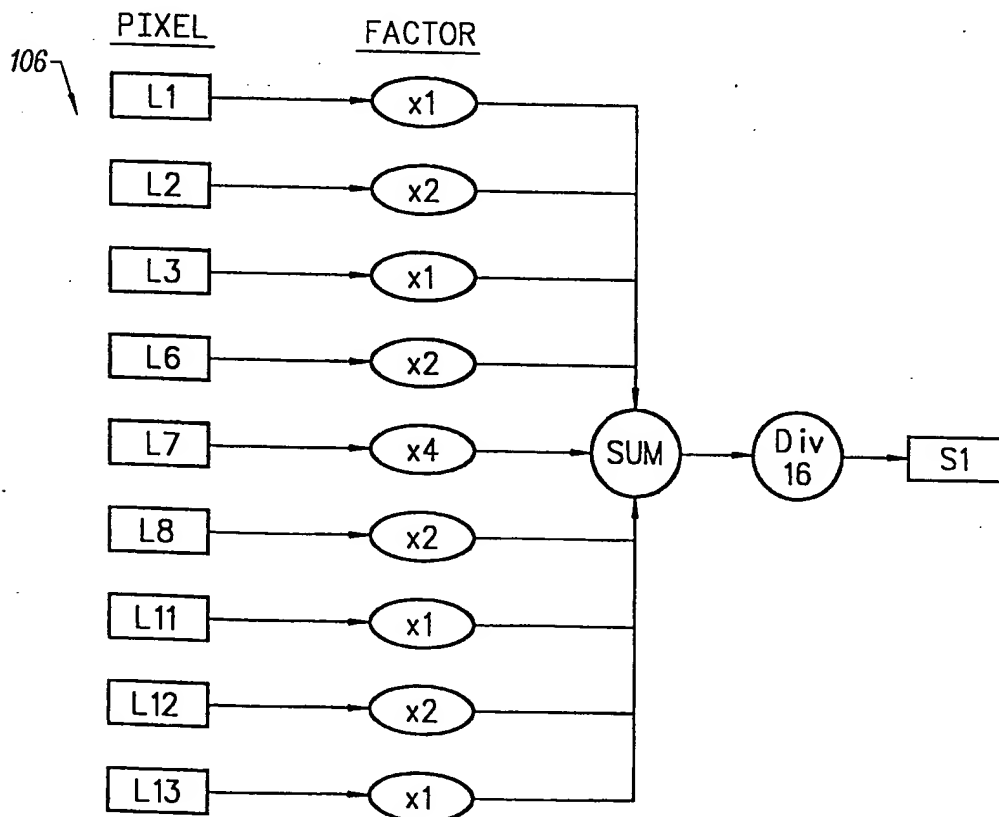 PIXEL FACTOR
106
L1 x1
L2 x2
L3 x1
L6 x2
L7 x4 SUM Div 16 S1
L8 x2
L11 x1
L12 x2
L13 x1